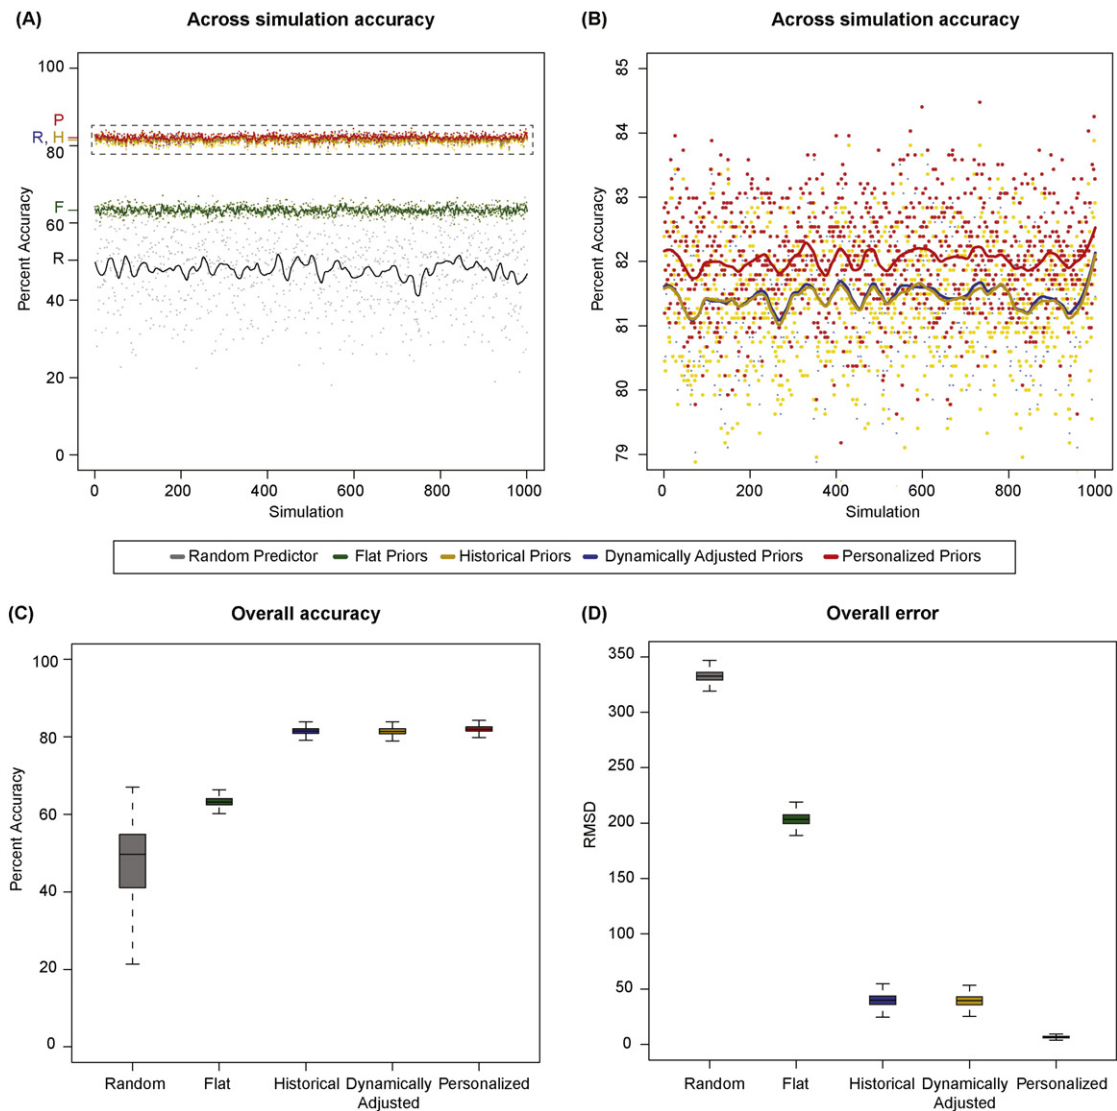 (A) Across simulation accuracy
100
P
R, H
80
F
60
R
40
20
0
Percent Accuracy
0 200 400 600 800 1000
Simulation
(B) Across simulation accuracy
85
84
83
82
81
80
79
Percent Accuracy
0 200 400 600 800 1000
Simulation
Random Predictor Flat Priors Historical Priors Dynamically Adjusted Priors Personalized Priors
(C) Overall accuracy
100
80
60
40
20
0
Percent Accuracy
Random Flat Historical Dynamically Personalized
Adjusted
(D) Overall error
350
300
250
200
150
100
50
0
RMSD
Random Flat Historical Dynamically Personalized
Adjusted